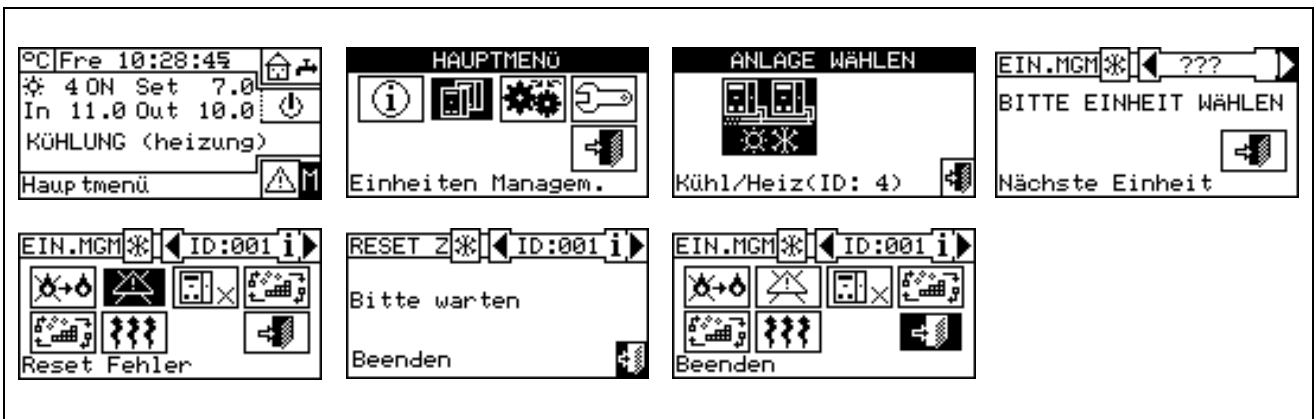 °C Fre 10:28:45
4 ON Set 7.0
In 11.0 Out 10.0
KÜHLUNG (heizung)
Hauptmenü M
HAUPTMENÜ
i
Einheiten Managem.
ANLAGE WÄHLEN
Kühl/Heiz(ID: 4)
EIN.MGM ???
BITTE EINHEIT WÄHLEN
Nächste Einheit
EIN.MGM ID:001 i
Reset Fehler
RESET Z ID:001 i
Bitte warten
Beenden
EIN.MGM ID:001 i
Beenden